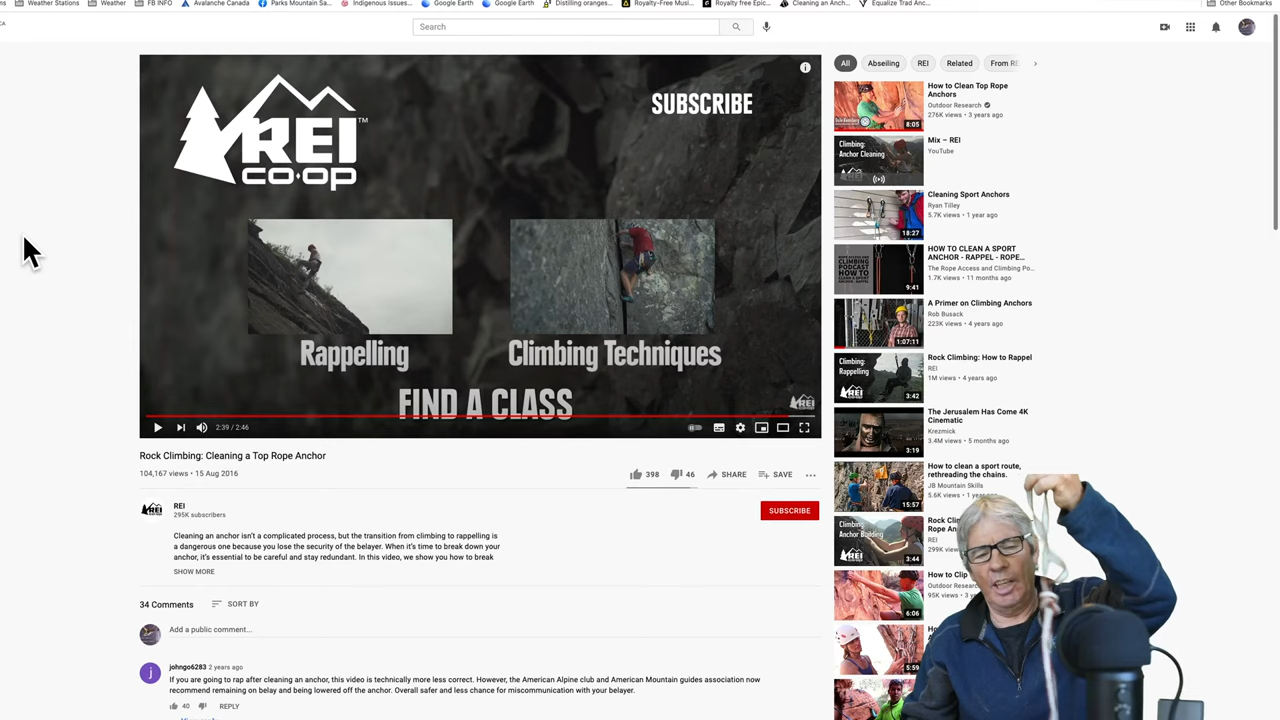 ms
Weather Stations
Weather
FB INFO
Avalanche Canada
Parks Mountain Sa...
Indigenous Issues...
Google Earth
Google Earth
Distilling oranges...
Royalty-Free Musi...
Royalty free Epic...
Cleaning an Anch...
Equalize Trad Anc...
Other Bookmarks
CA
Search
All
Abseiling
REI
Related
From RE
REI
CO·OP
TM
SUBSCRIBE
Rappelling
Climbing Techniques
FIND A CLASS
2:39 / 2:46
Rock Climbing: Cleaning a Top Rope Anchor
104,167 views • 15 Aug 2016
398
46
SHARE
SAVE
REI
295K subscribers
SUBSCRIBE
Cleaning an anchor isn't a complicated process, but the transition from climbing to rappelling is
a dangerous one because you lose the security of the belayer. When it's time to break down your
anchor, it's essential to be careful and stay redundant. In this video, we show you how to break
SHOW MORE
34 Comments
SORT BY
Add a public comment...
j
johngo6283 2 years ago
If you are going to rap after cleaning an anchor, this video is technically more less correct. However, the American Alpine club and American Mountain guides association now
recommend remaining on belay and being lowered off the anchor. Overall safer and less chance for miscommunication with your belayer.
40
REPLY
How to Clean Top Rope
Anchors
Outdoor Research
276K views • 3 years ago
8:05
Climbing:
Anchor Cleaning
Mix – REI
YouTube
Cleaning Sport Anchors
Ryan Tilley
5.7K views • 1 year ago
18:27
HOW TO CLEAN A SPORT
ANCHOR - RAPPEL - ROPE...
The Rope Access and Climbing Po...
1.7K views • 11 months ago
9:41
A Primer on Climbing Anchors
Rob Busack
223K views • 4 years ago
1:07:11
Climbing:
Rappelling
Rock Climbing: How to Rappel
REI
1M views • 4 years ago
3:42
The Jerusalem Has Come 4K
Cinematic
Krezmick
3.4M views • 5 months ago
3:19
How to clean a sport route,
rethreading the chains.
JB Mountain Skills
5.6K views • 1 yea
15:57
Climbing:
Anchor Building
Rock Clim
Rope An
REI
299K
3:44
How to Clip
Outdoor Researc
95K views • 3 ye
6:06
5:59